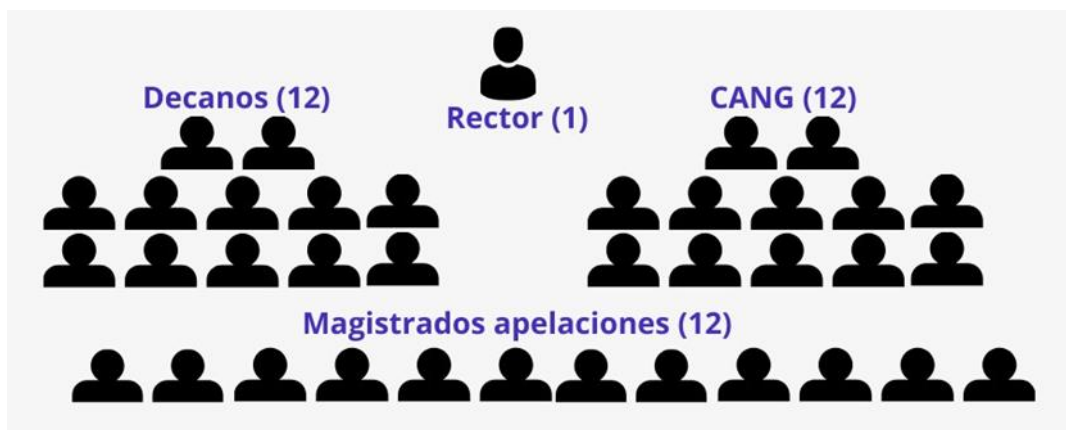 Decanos (12)
Rector (1)
CANG (12)
Magistrados apelaciones (12)